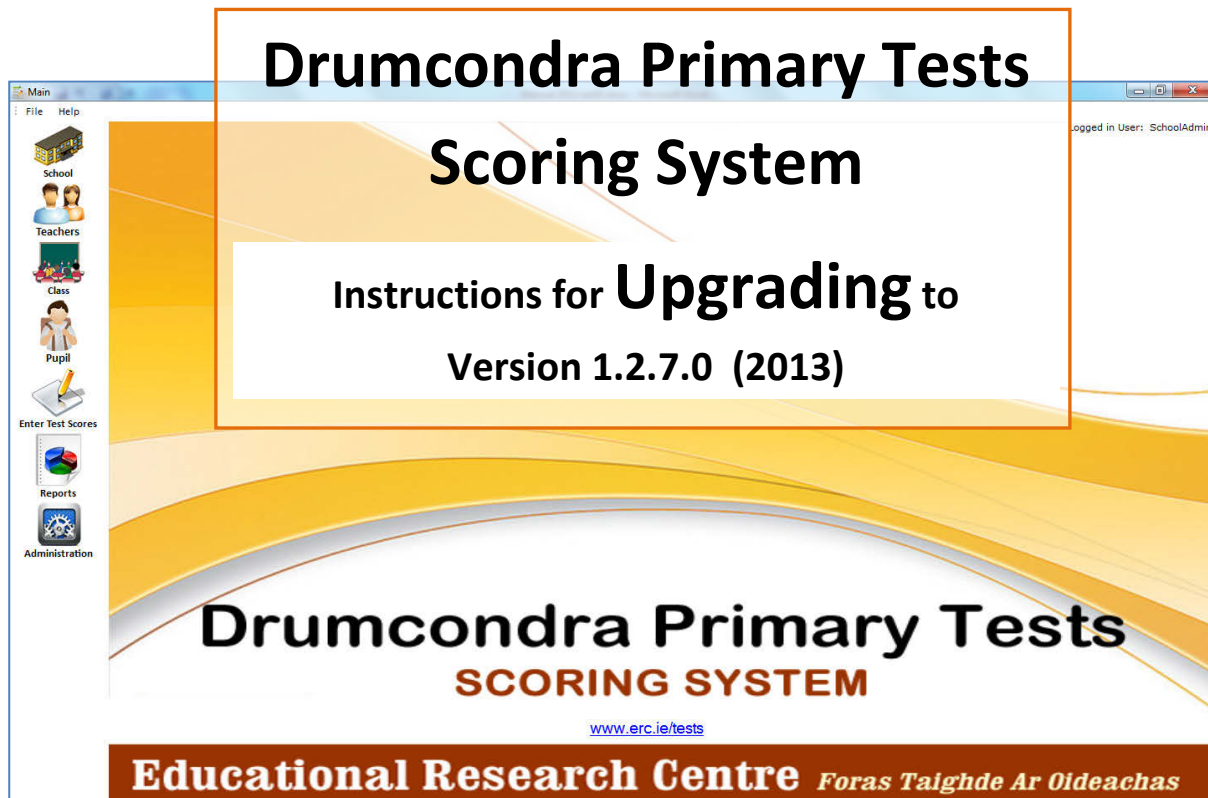 Drumcondra Primary Tests
Scoring System
Instructions for Upgrading to
Version 1.2.7.0 (2013)
Main
File Help
Logged in User: SchoolAdmin
School
Teachers
Class
Pupil
Enter Test Scores
Reports
Administration
Drumcondra Primary Tests
SCORING SYSTEM
www.erc.ie/tests
Educational Research Centre Foras Taighde Ar Oideachas